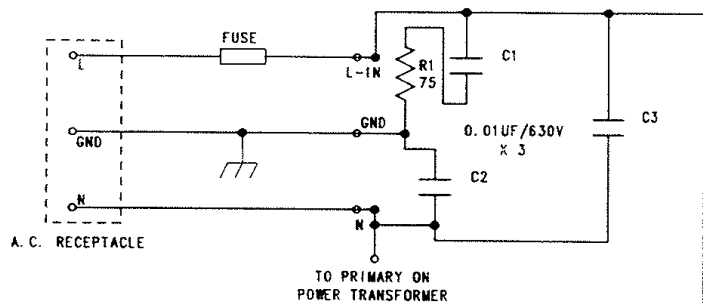 FUSE
L
L-IN
R1
75
C1
GND
GND
0.01UF/630V
X 3
C3
C2
N
N
A.C. RECEPTACLE
TO PRIMARY ON
POWER TRANSFORMER